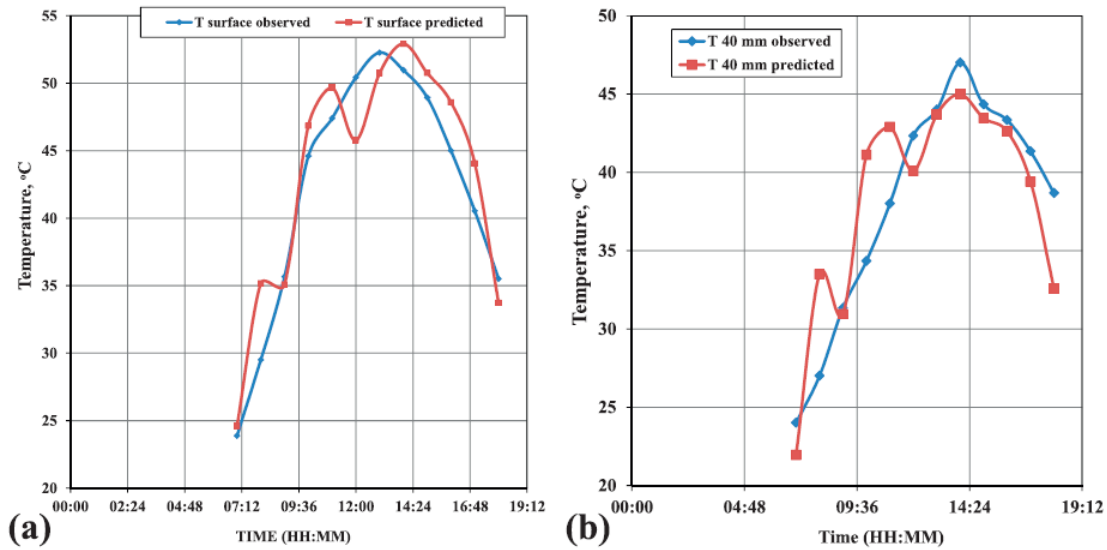 T surface observed T surface predicted
55
50
45
40
35
30
25
20
Temperature, °C
00:00 02:24 04:48 07:12 09:36 12:00 14:24 16:48 19:12
TIME (HH:MM)
(a)
T 40 mm observed
T 40 mm predicted
50
45
40
35
30
25
20
Temperature, °C
00:00 04:48 09:36 14:24 19:12
Time (HH:MM)
(b)